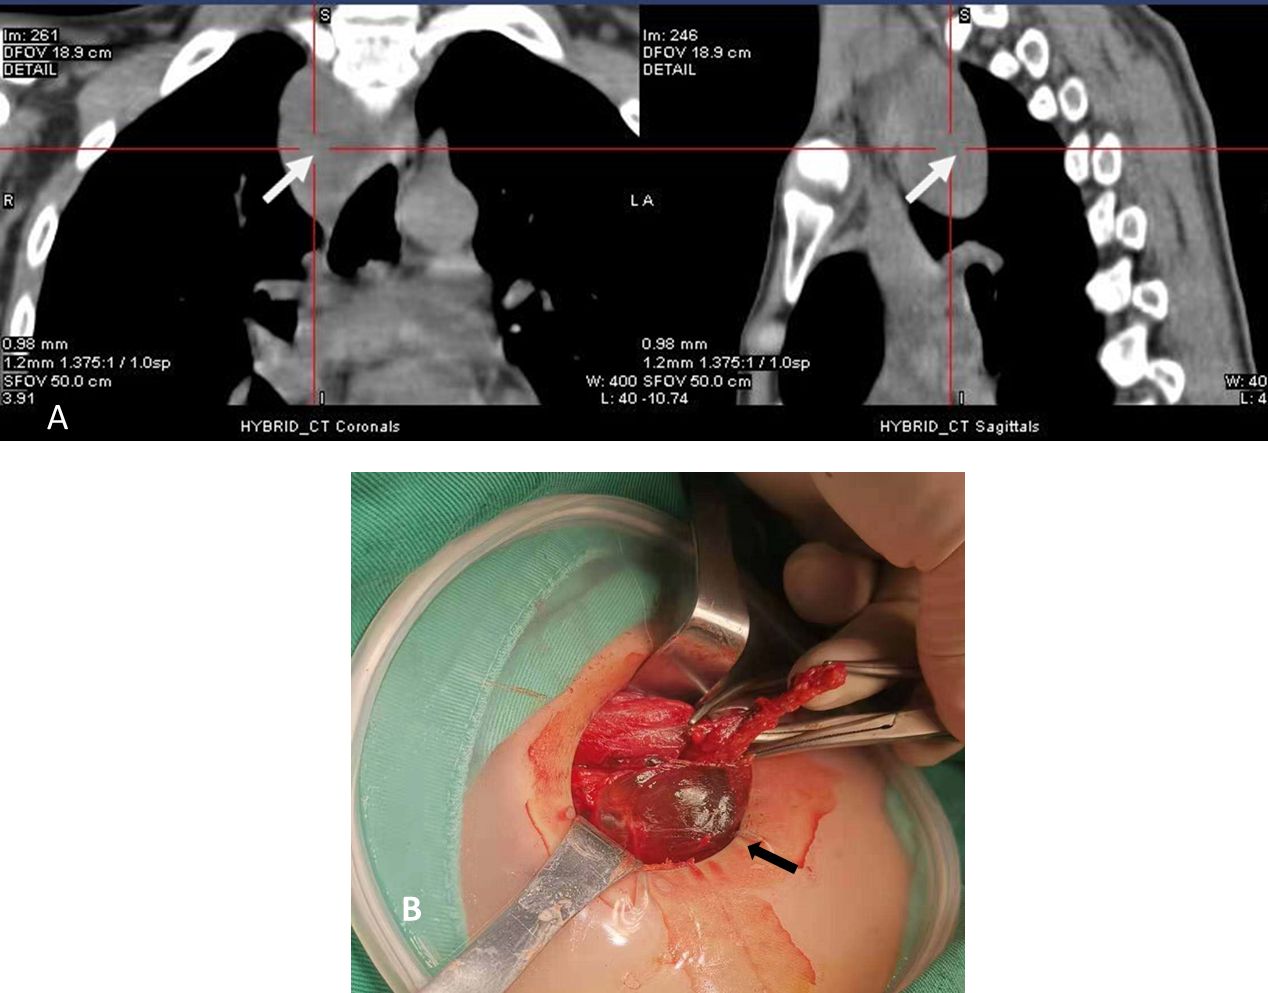 S
Im: 261
DFOV 18.9 cm
DETAIL
R
L
0.98 mm
1.2mm 1.375:1 / 1.0sp
SFOV 50.0 cm
3.91
W: 400
L: 40
I
A
HYBRID_CT Coronals
S
Im: 246
DFOV 18.9 cm
DETAIL
A
0.98 mm
1.2mm 1.375:1 / 1.0sp
SFOV 50.0 cm
-10.74
W: 40
L: 4
I
HYBRID_CT Sagittals
B